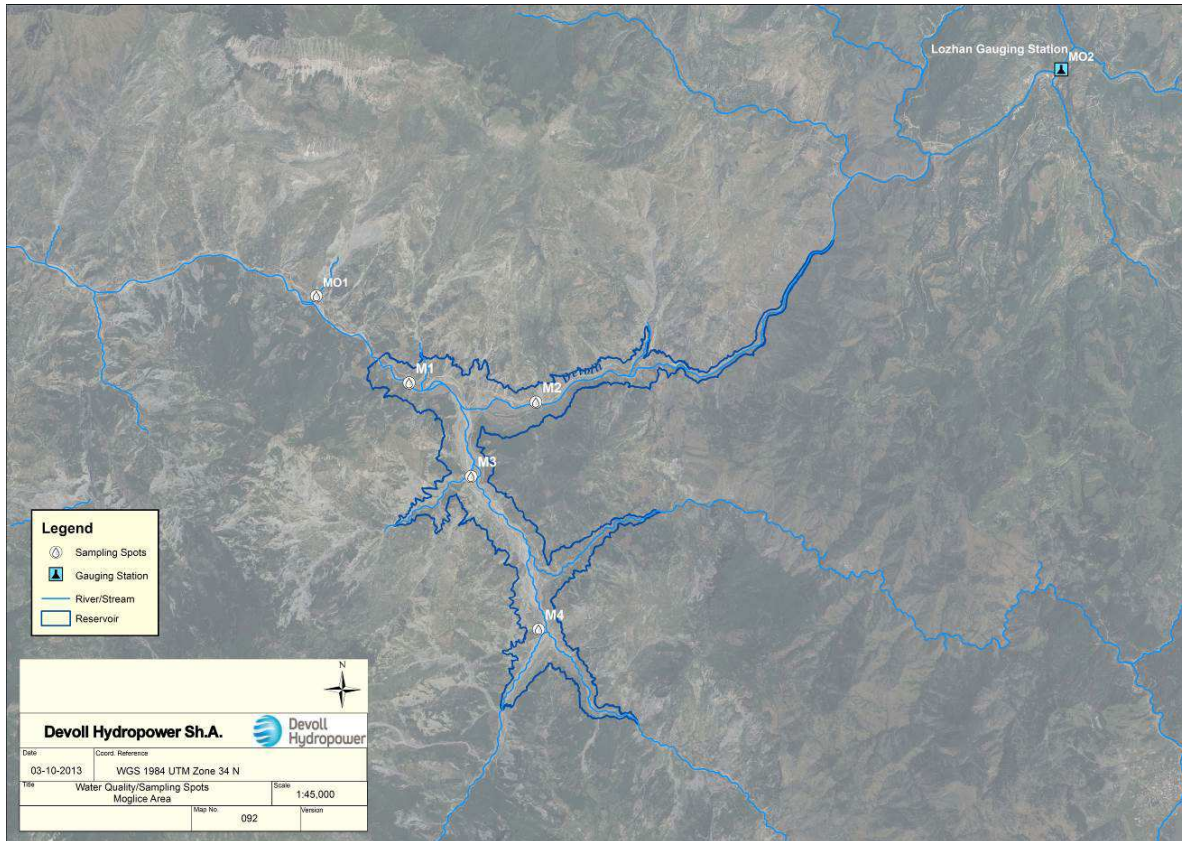 Lozhan Gauging Station
MO2
MO1
M1
M2
Devolli
M3
M4
Legend
Sampling Spots
Gauging Station
River/Stream
Reservoir
N
Devoll Hydropower Sh.A.
Devoll
Hydropower
Date
03-10-2013
Coord. Reference
WGS 1984 UTM Zone 34 N
Title
Water Quality/Sampling Spots
Moglice Area
Scale
1:45,000
Map No.
092
Version